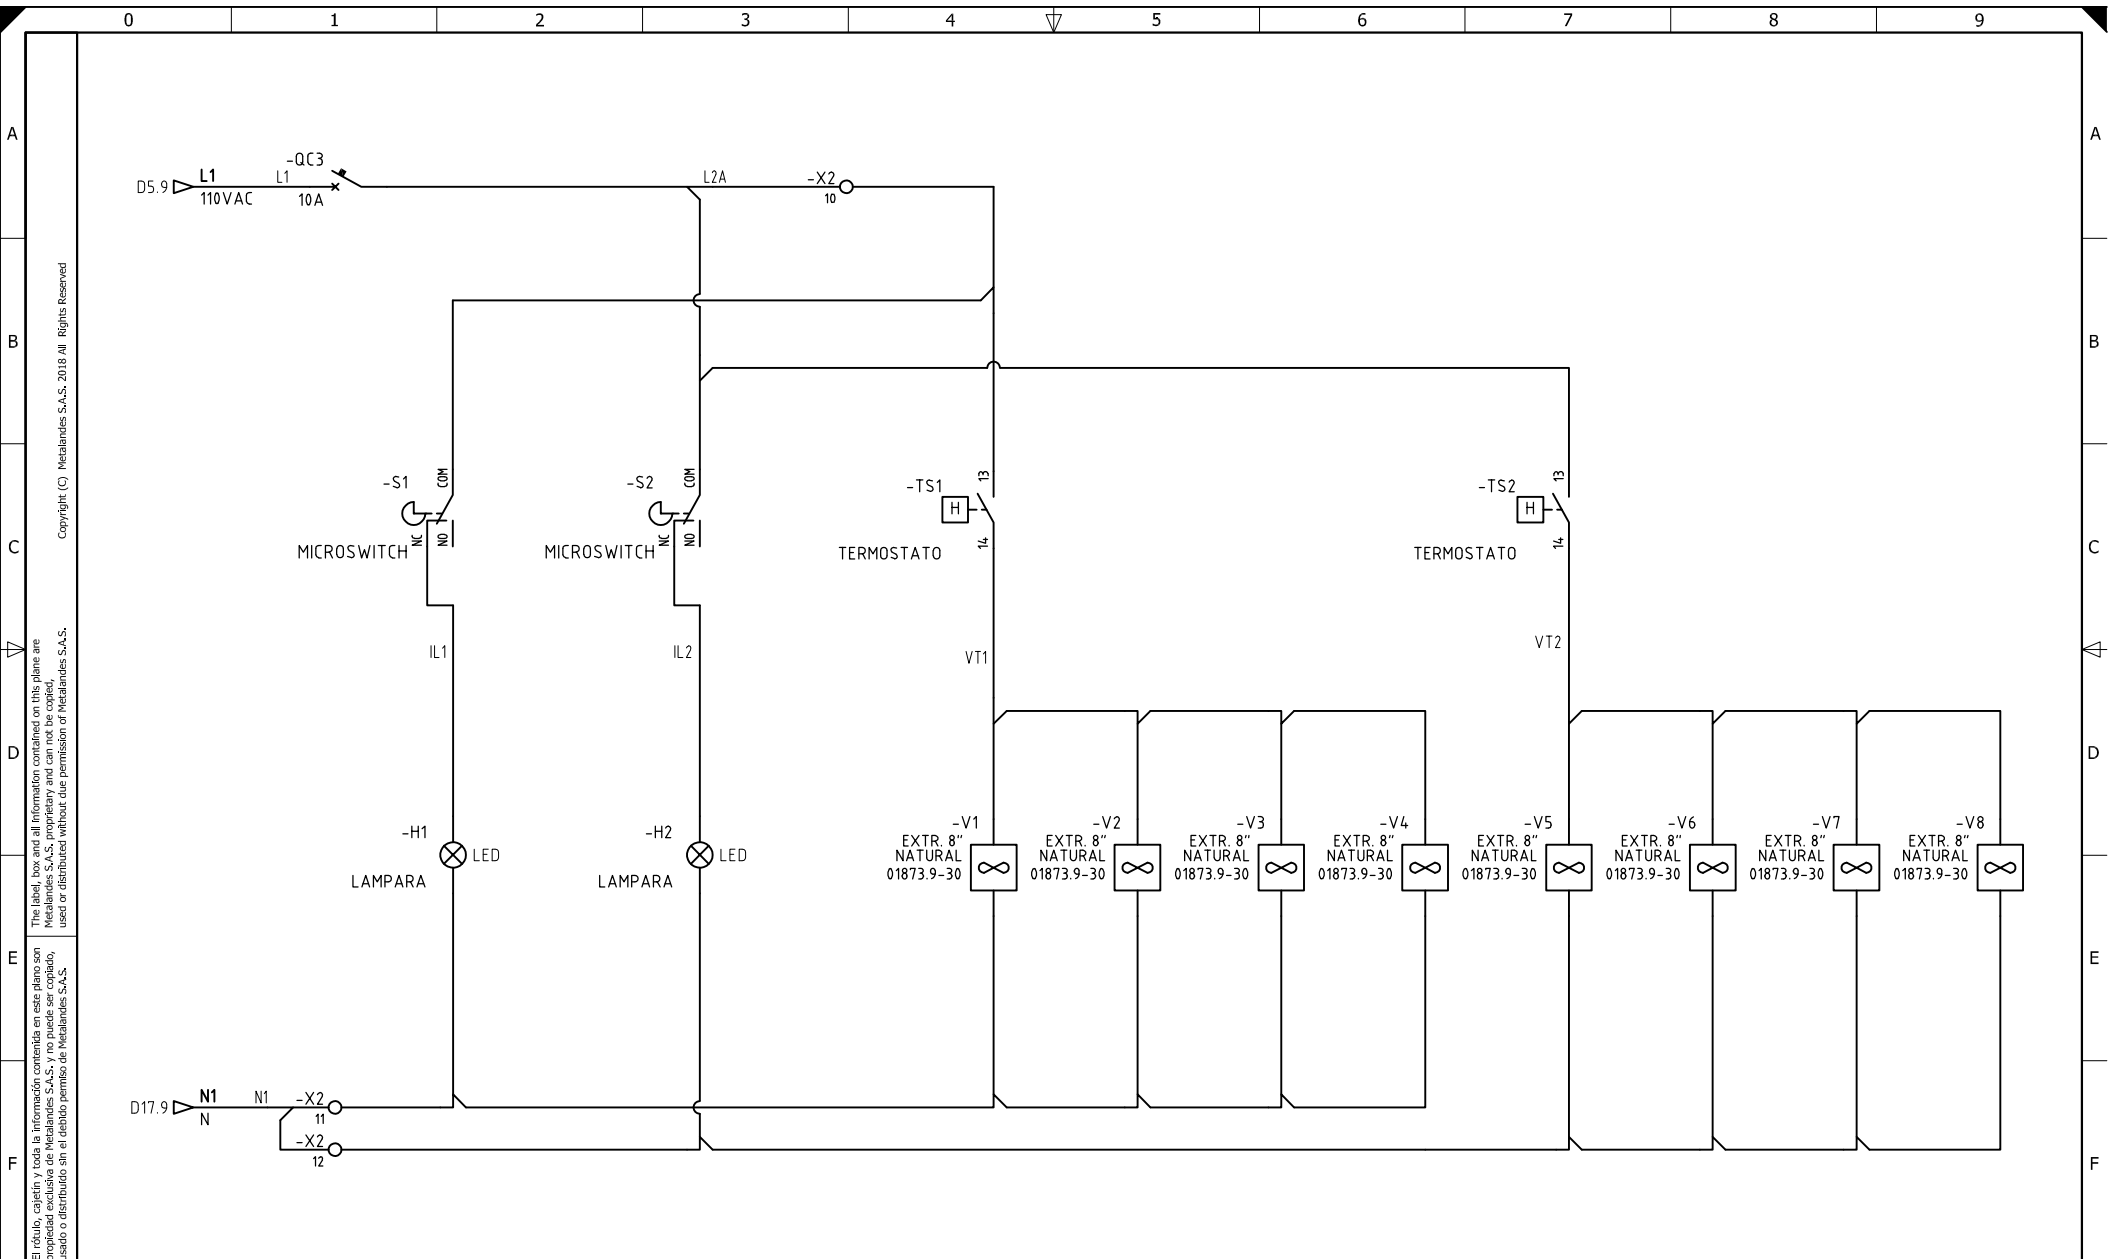 0 1 2 3 4 5 6 7 8 9
A A
-QC3
D5.9 L1 L1 L2A -X2
110VAC 10A 10
B B
-S1 COM -S2 COM -TS1 13 -TS2 13
H H
C C
NC NO NC NO 14 14
MICROSWITCH MICROSWITCH TERMOSTATO TERMOSTATO
IL1 IL2 VT1 VT2
D D
-H1 -H2 -V1 -V2 -V3 -V4 -V5 -V6 -V7 -V8
EXTR. 8" EXTR. 8" EXTR. 8" EXTR. 8" EXTR. 8" EXTR. 8" EXTR. 8" EXTR. 8"
LED LED NATURAL NATURAL NATURAL NATURAL NATURAL NATURAL NATURAL NATURAL
01873.9-30 01873.9-30 01873.9-30 01873.9-30 01873.9-30 01873.9-30 01873.9-30 01873.9-30
LAMPARA LAMPARA
E E
D17.9 N1 N1 -X2
N 11
-X2
12
F F
Copyright (C) Metalandes S.A.S. 2018 All Rights Reserved
The label, box and all information contained on this plane are
Metalandes S.A.S. proprietary and can not be copied,
used or distributed without due permission of Metalandes S.A.S.
El rótulo, cajetín y toda la información contenida en este plano son
propiedad exclusiva de Metalandes S.A.S. y no puede ser copiado,
usado o distribuido sin el debido permiso de Metalandes S.A.S.